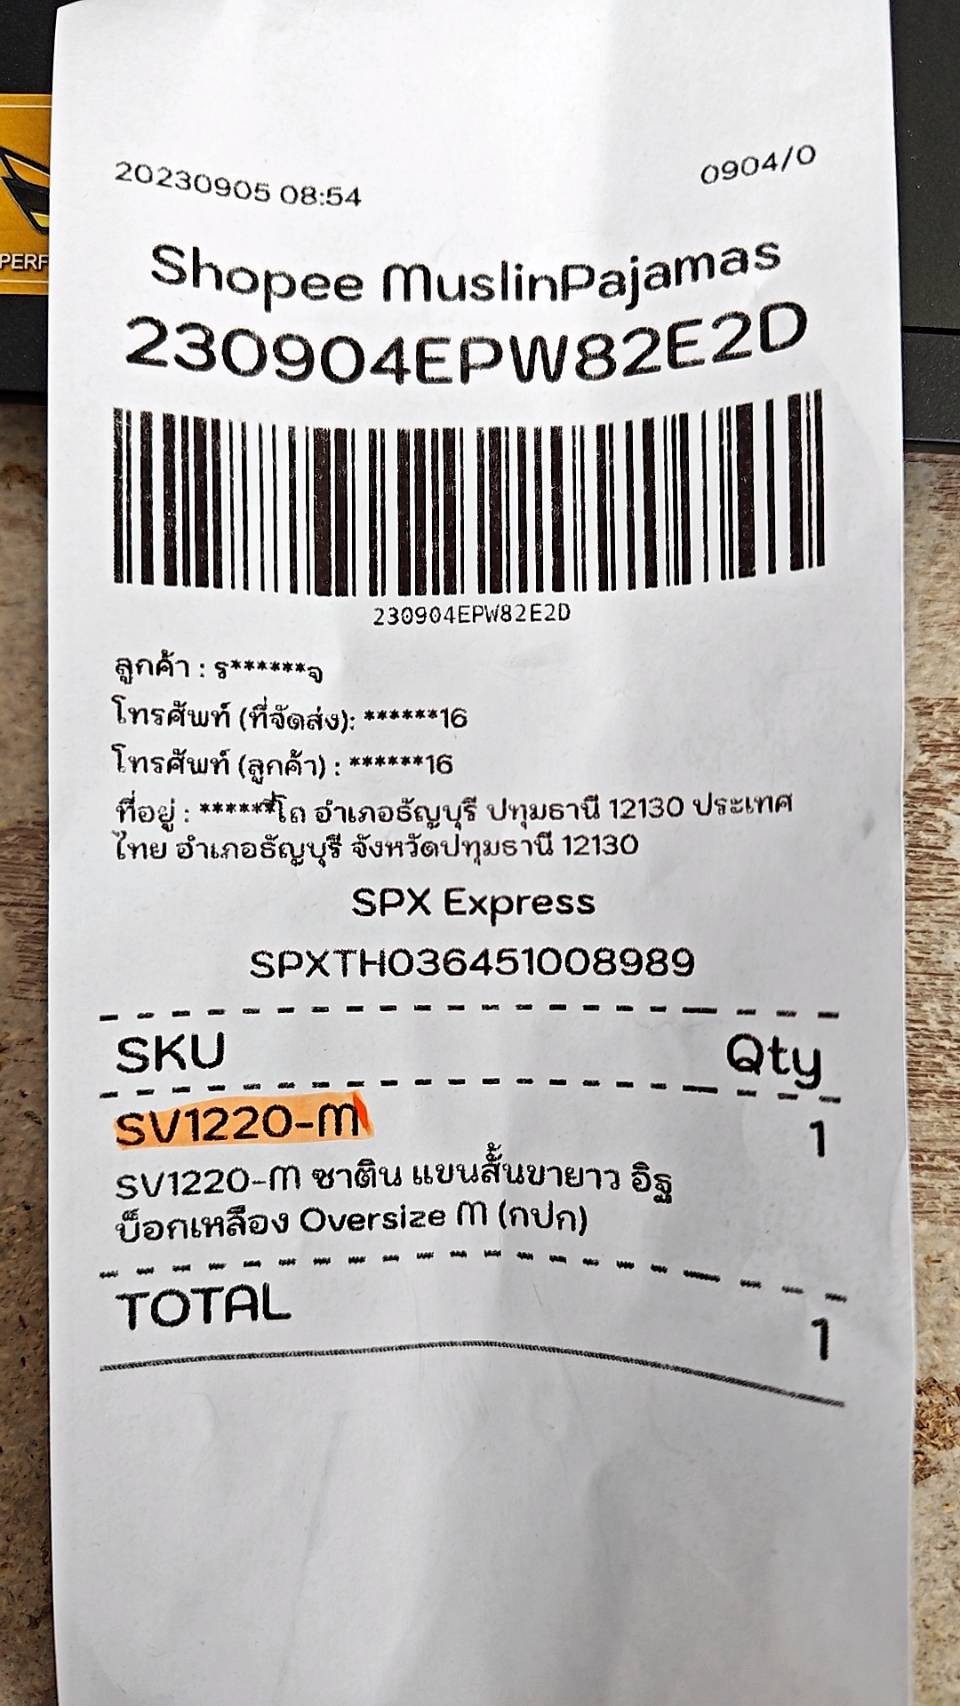 20230905 08:54
0904/0
PERF
Shopee MuslinPajamas
230904EPW82E2D
230904EPW82E2D
ลูกค้า : ร******จ
โทรศัพท์ (ที่จัดส่ง): ******16
โทรศัพท์ (ลูกค้า) : ******16
ที่อยู่ : ******ี่โถ อำเภอธัญบุรี ปทุมธานี 12130 ประเทศ
ไทย อำเภอธัญบุรี จังหวัดปทุมธานี 12130
SPX Express
SPXTH036451008989
SKU Qty
SV1220-M 1
SV1220-M ซาติน แขนสั้นขายาว อิฐ
บ็อกเหลือง Oversize M (กปก)
TOTAL 1